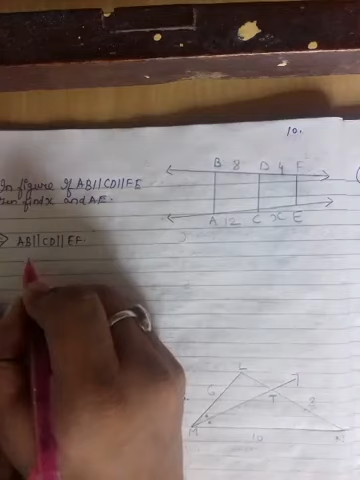 10.
In figure If AB||CD||FE
then find x and AE.
B 8 D 4 F
A 12 C x E
=> AB||CD||EF
L
6
T
8
M
10
N